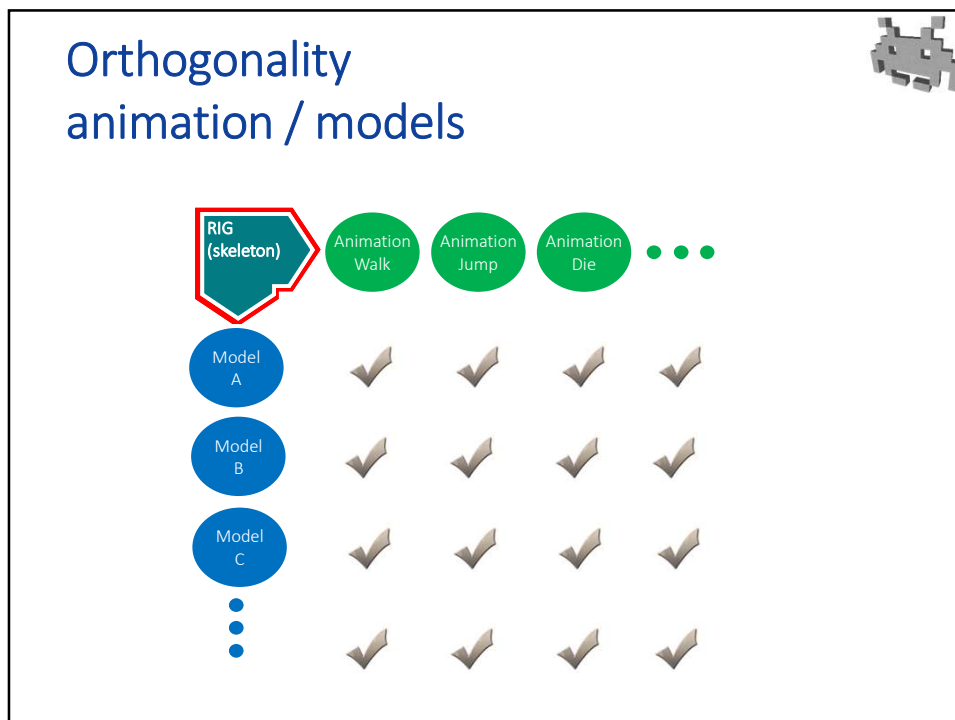 Orthogonality
animation / models
RIG
(skeleton)
Animation
Walk
Animation
Jump
Animation
Die
Model
A
Model
B
Model
C